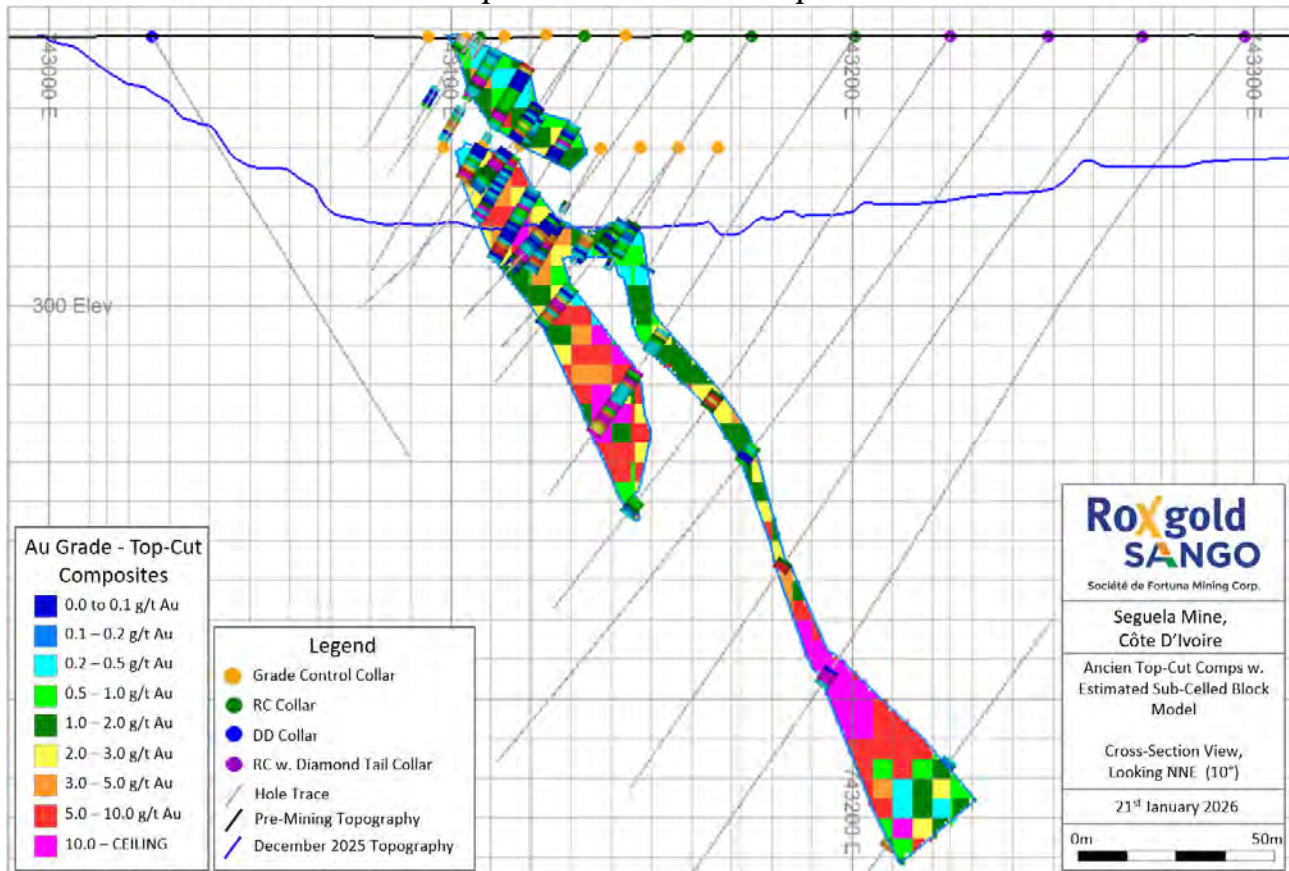 43000 E
43100 E
43200 E
43300 E
300 Elev
Au Grade - Top-Cut
Composites
0.0 to 0.1 g/t Au
0.1 – 0.2 g/t Au
0.2 – 0.5 g/t Au
0.5 – 1.0 g/t Au
1.0 – 2.0 g/t Au
2.0 – 3.0 g/t Au
3.0 – 5.0 g/t Au
5.0 – 10.0 g/t Au
10.0 – CEILING
Legend
Grade Control Collar
RC Collar
DD Collar
RC w. Diamond Tail Collar
Hole Trace
Pre-Mining Topography
December 2025 Topography
743200 E
Roxgold
SANGO
Société de Fortuna Mining Corp.
Seguela Mine,
Côte D'Ivoire
Ancien Top-Cut Comps w.
Estimated Sub-Celled Block
Model
Cross-Section View,
Looking NNE (10°)
21st January 2026
0m 50m